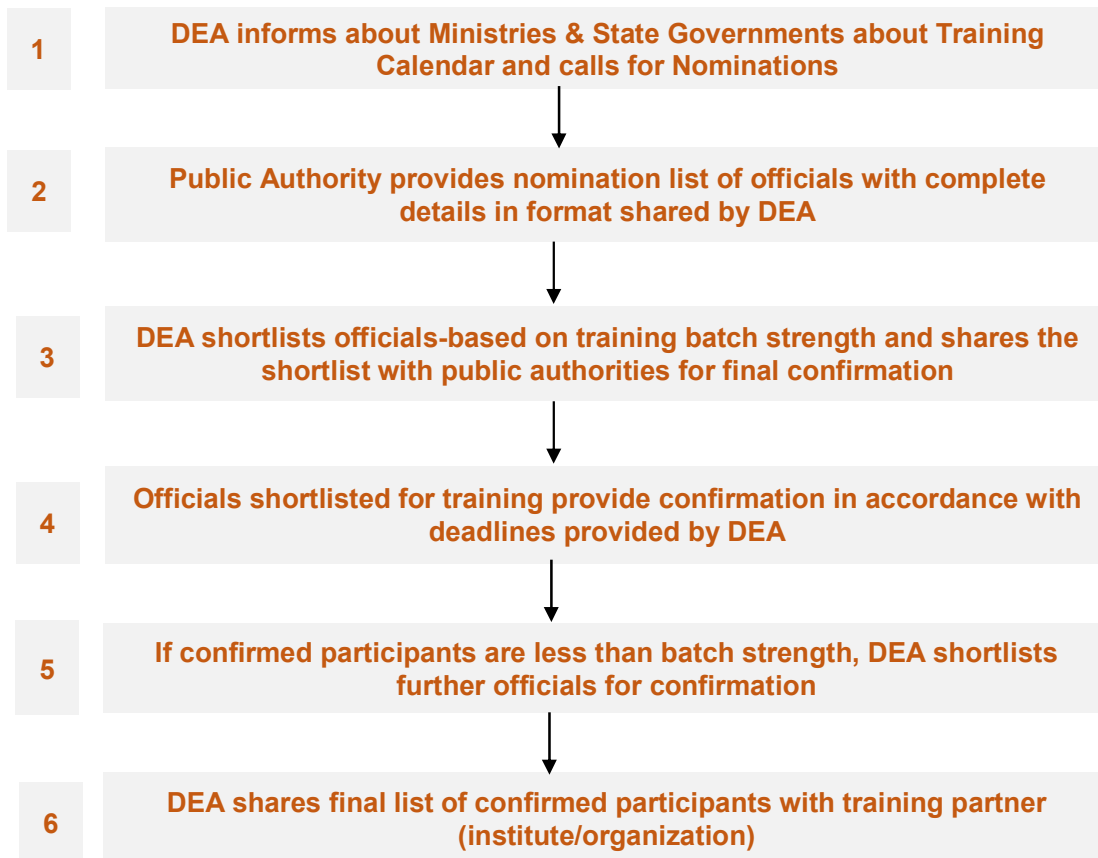 1
DEA informs about Ministries & State Governments about Training
Calendar and calls for Nominations
2
Public Authority provides nomination list of officials with complete
details in format shared by DEA
3
DEA shortlists officials-based on training batch strength and shares the
shortlist with public authorities for final confirmation
4
Officials shortlisted for training provide confirmation in accordance with
deadlines provided by DEA
5
If confirmed participants are less than batch strength, DEA shortlists
further officials for confirmation
6
DEA shares final list of confirmed participants with training partner
(institute/organization)